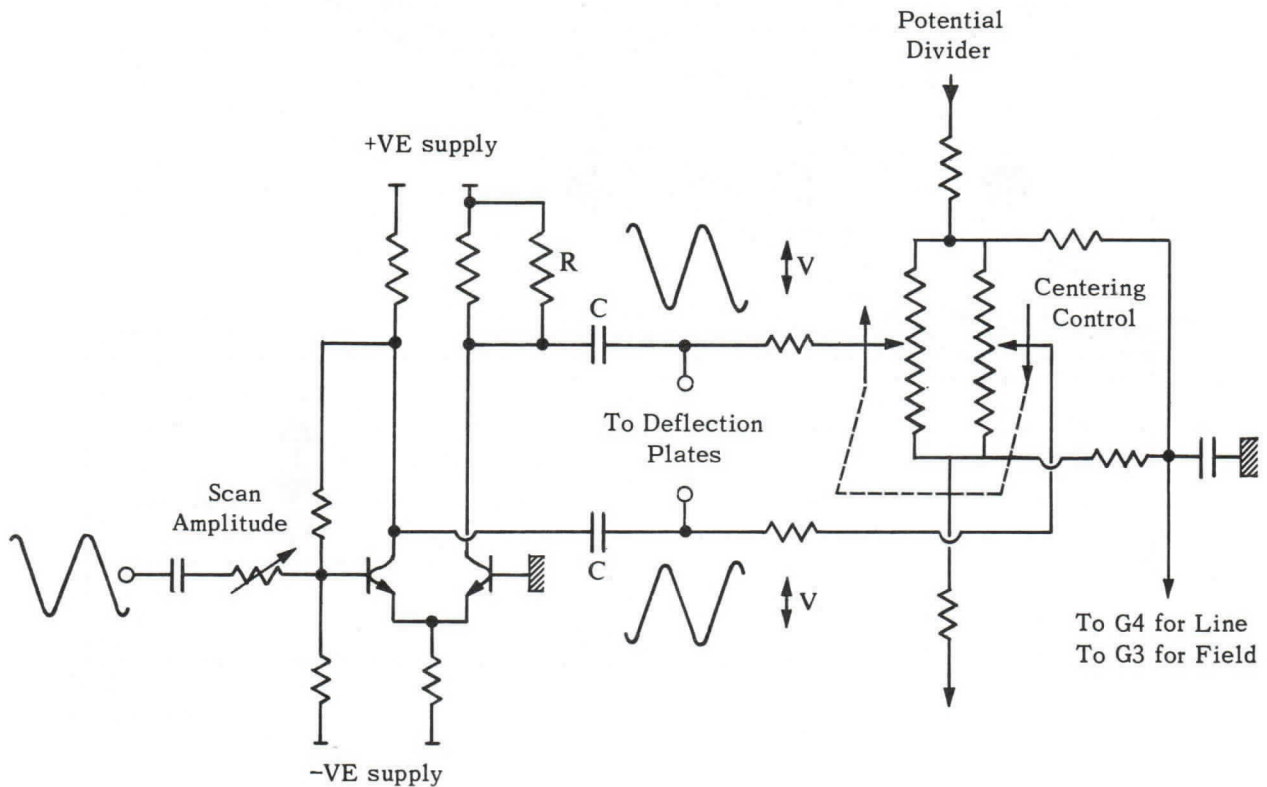 Potential
Divider
+VE supply
R
V
Centering
Control
C
To Deflection
Plates
Scan
Amplitude
C
V
To G4 for Line
To G3 for Field
−VE supply